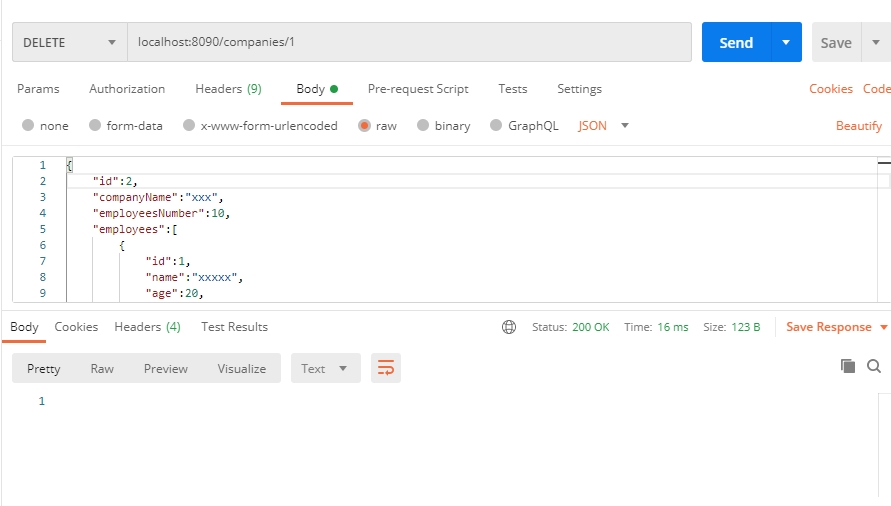 DELETE localhost:8090/companies/1 Send Save
Params Authorization Headers (9) Body Pre-request Script Tests Settings Cookies Code
none form-data x-www-form-urlencoded raw binary GraphQL JSON Beautify
1 {
2 "id":2,
3 "companyName":"xxx",
4 "employeesNumber":10,
5 "employees":[
6 {
7 "id":1,
8 "name":"xxxxx",
9 "age":20,
Body Cookies Headers (4) Test Results Status: 200 OK Time: 16 ms Size: 123 B Save Response
Pretty Raw Preview Visualize Text
1